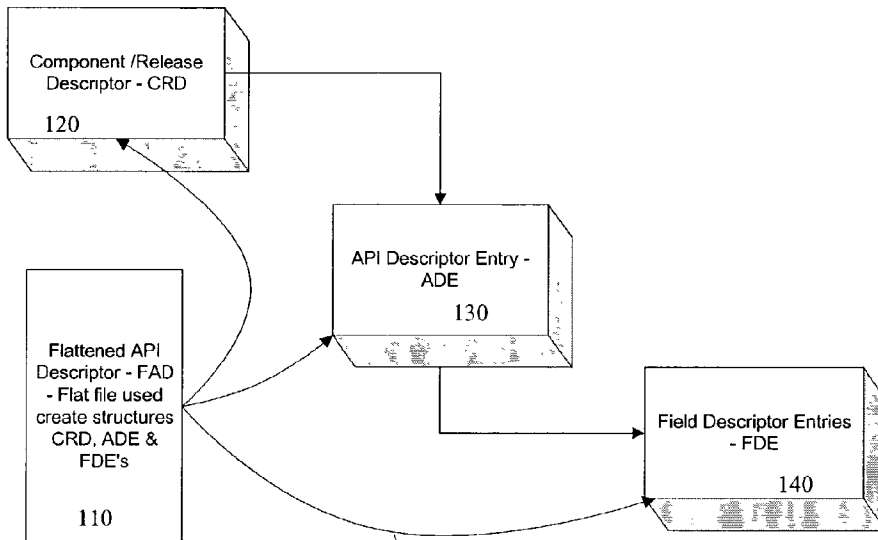 Component /Release
Descriptor - CRD
120
API Descriptor Entry -
ADE
130
Flattened API
Descriptor - FAD
- Flat file used
create structures
CRD, ADE &
FDE's
110
Field Descriptor Entries
- FDE
140